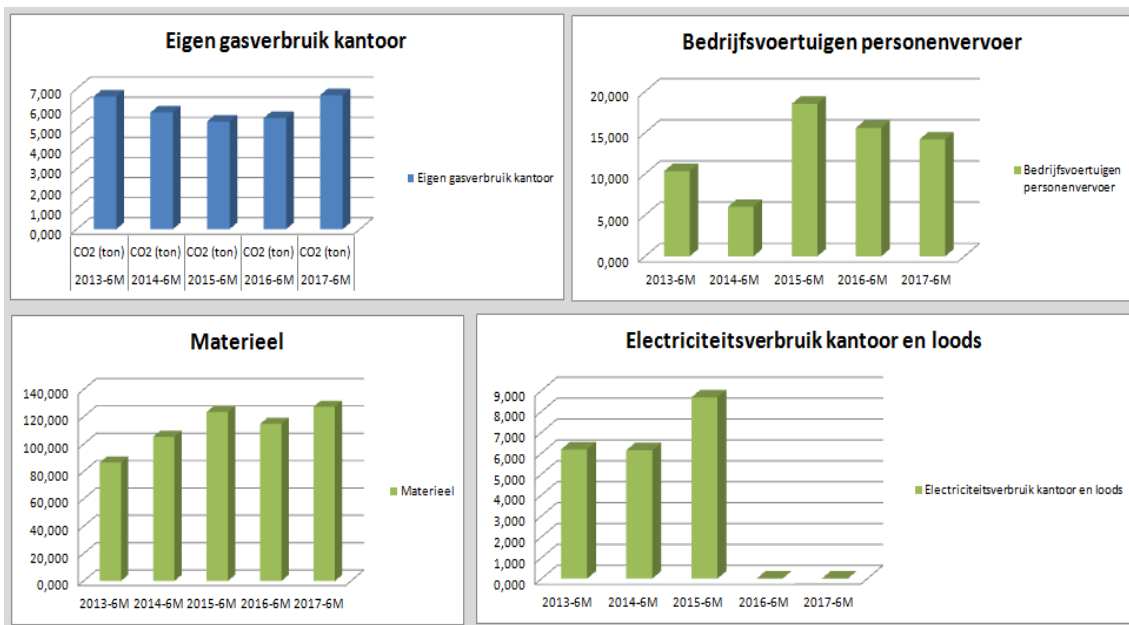 Eigen gasverbruik kantoor
7,000
6,000
5,000
4,000
3,000
2,000
1,000
0,000
CO2 (ton) CO2 (ton) CO2 (ton) CO2 (ton) CO2 (ton)
2013-6M 2014-6M 2015-6M 2016-6M 2017-6M
Eigen gasverbruik kantoor
Bedrijfsvoertuigen personenvervoer
20,000
15,000
10,000
5,000
0,000
2013-6M 2014-6M 2015-6M 2016-6M 2017-6M
Bedrijfsvoertuigen
personenvervoer
Materieel
140,000
120,000
100,000
80,000
60,000
40,000
20,000
0,000
2013-6M 2014-6M 2015-6M 2016-6M 2017-6M
Materieel
Electriciteitsverbruik kantoor en loods
9,000
8,000
7,000
6,000
5,000
4,000
3,000
2,000
1,000
0,000
2013-6M 2014-6M 2015-6M 2016-6M 2017-6M
Electriciteitsverbruik kantoor en loods